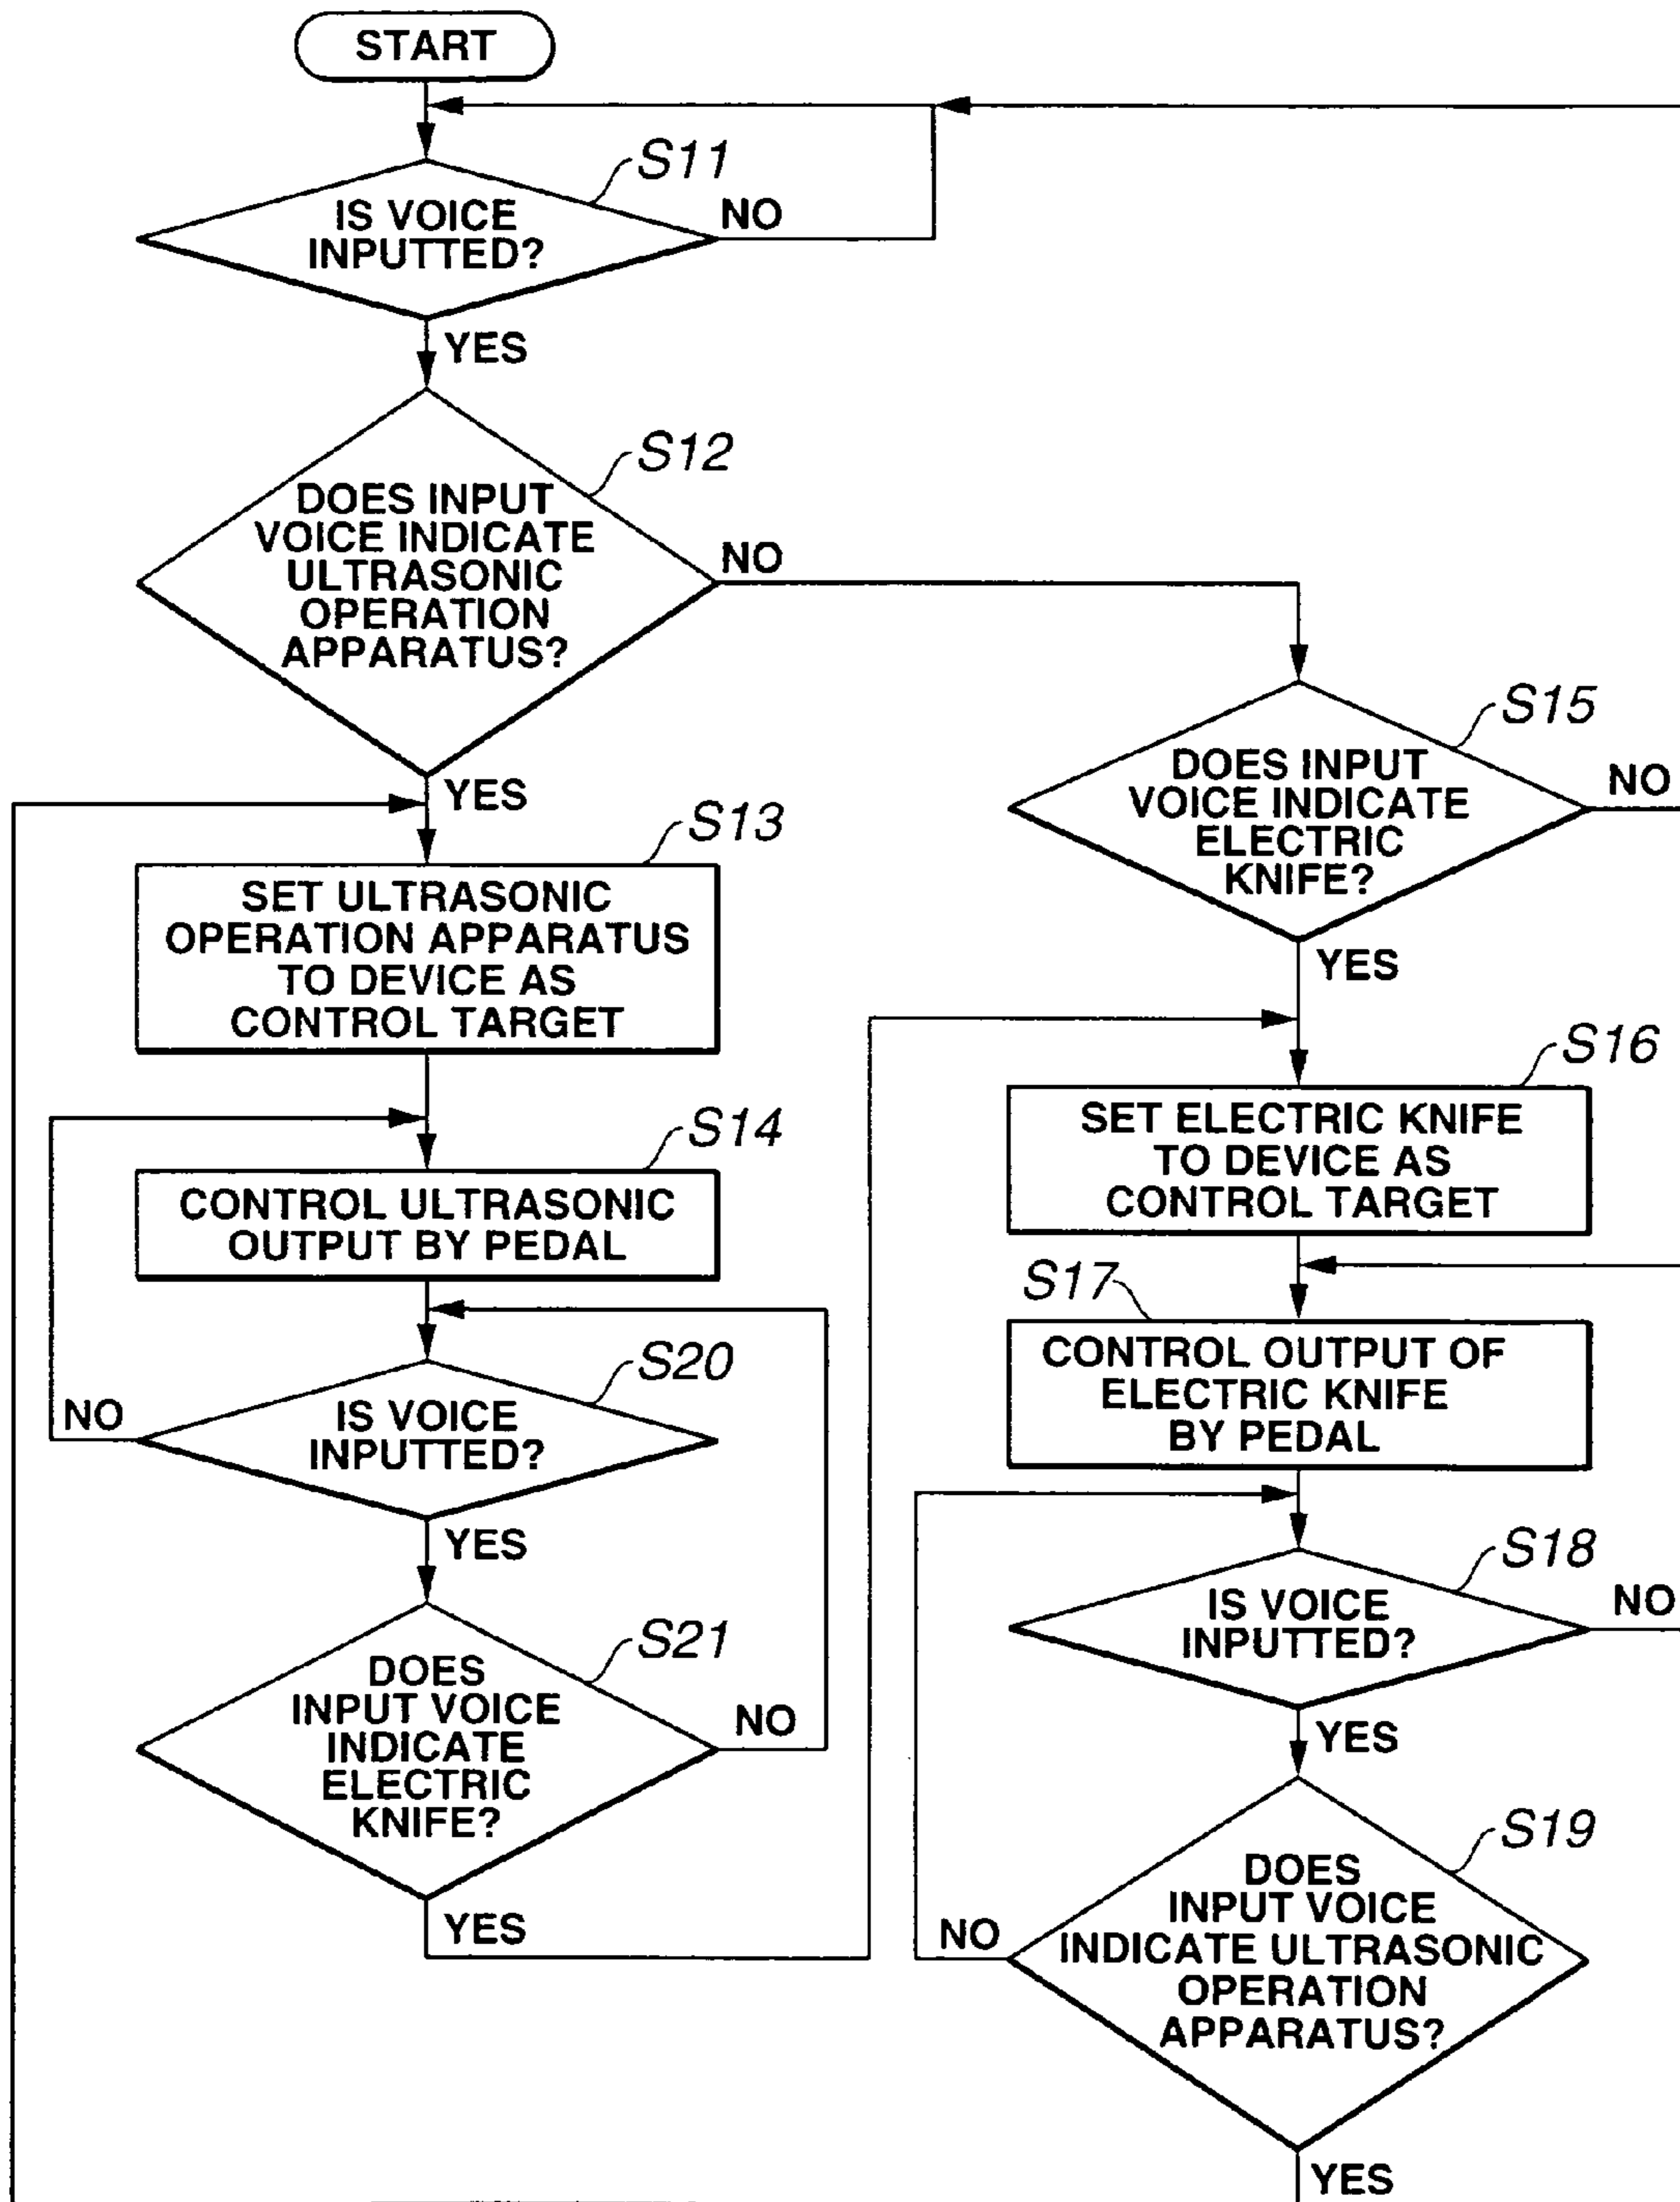 START
S11
IS VOICE
INPUTTED?
NO
YES
S12
DOES INPUT
VOICE INDICATE
ULTRASONIC
OPERATION
APPARATUS?
NO
YES
S13
SET ULTRASONIC
OPERATION APPARATUS
TO DEVICE AS
CONTROL TARGET
S14
CONTROL ULTRASONIC
OUTPUT BY PEDAL
S20
IS VOICE
INPUTTED?
NO
YES
S21
DOES
INPUT VOICE
INDICATE
ELECTRIC
KNIFE?
NO
YES
S15
DOES INPUT
VOICE INDICATE
ELECTRIC
KNIFE?
NO
YES
S16
SET ELECTRIC KNIFE
TO DEVICE AS
CONTROL TARGET
S17
CONTROL OUTPUT OF
ELECTRIC KNIFE
BY PEDAL
S18
IS VOICE
INPUTTED?
NO
YES
S19
DOES
INPUT VOICE
INDICATE ULTRASONIC
OPERATION
APPARATUS?
NO
YES